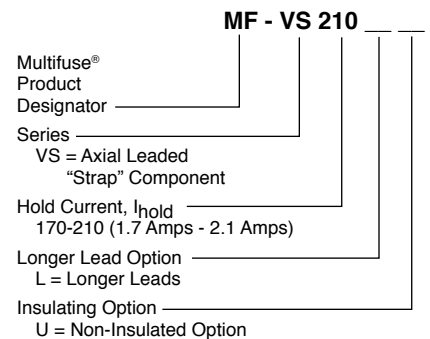 MF - VS 210 __ __
Multifuse®
Product
Designator
Series
VS = Axial Leaded
“Strap” Component
Hold Current, Ihold
170-210 (1.7 Amps - 2.1 Amps)
Longer Lead Option
L = Longer Leads
Insulating Option
U = Non-Insulated Option